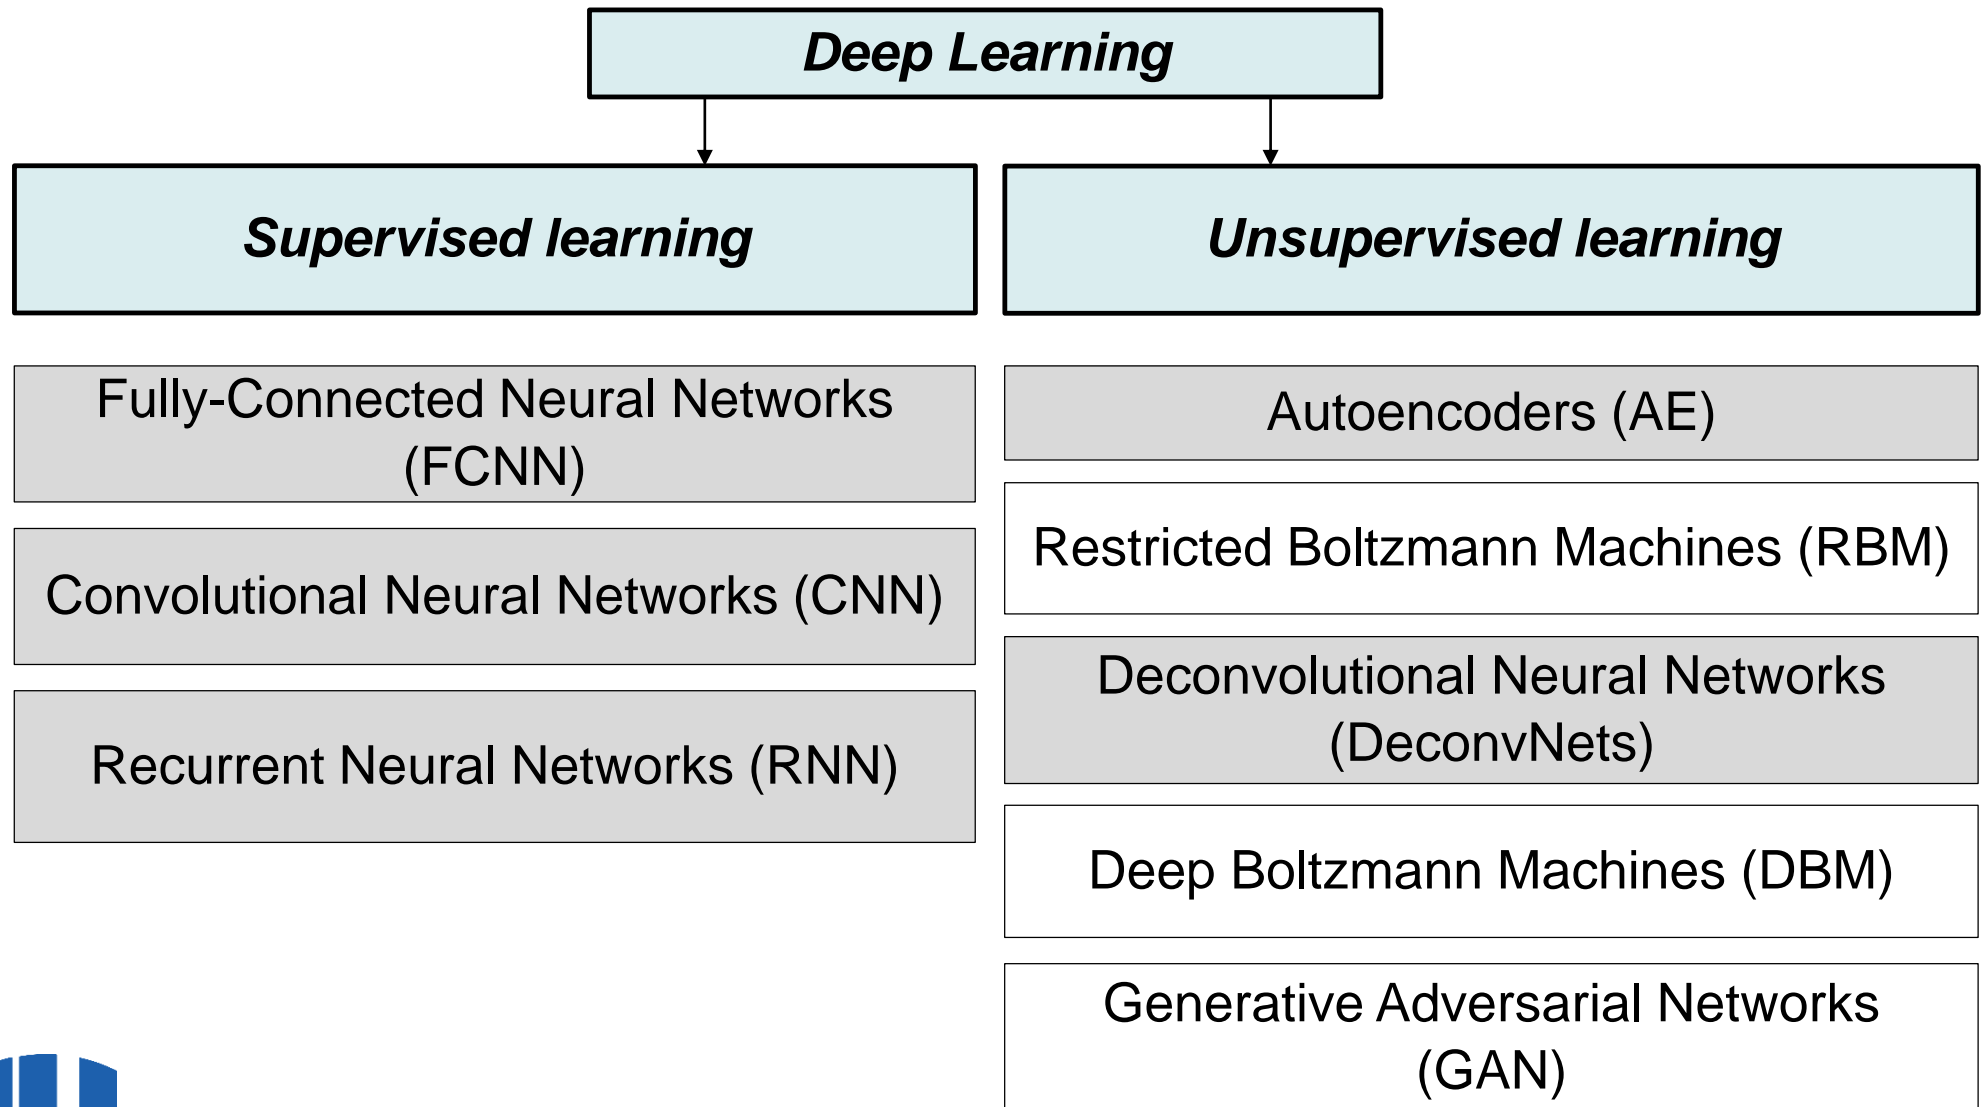 Deep Learning
Supervised learning
Unsupervised learning
Fully-Connected Neural Networks
(FCNN)
Convolutional Neural Networks (CNN)
Recurrent Neural Networks (RNN)
Autoencoders (AE)
Restricted Boltzmann Machines (RBM)
Deconvolutional Neural Networks
(DeconvNets)
Deep Boltzmann Machines (DBM)
Generative Adversarial Networks
(GAN)